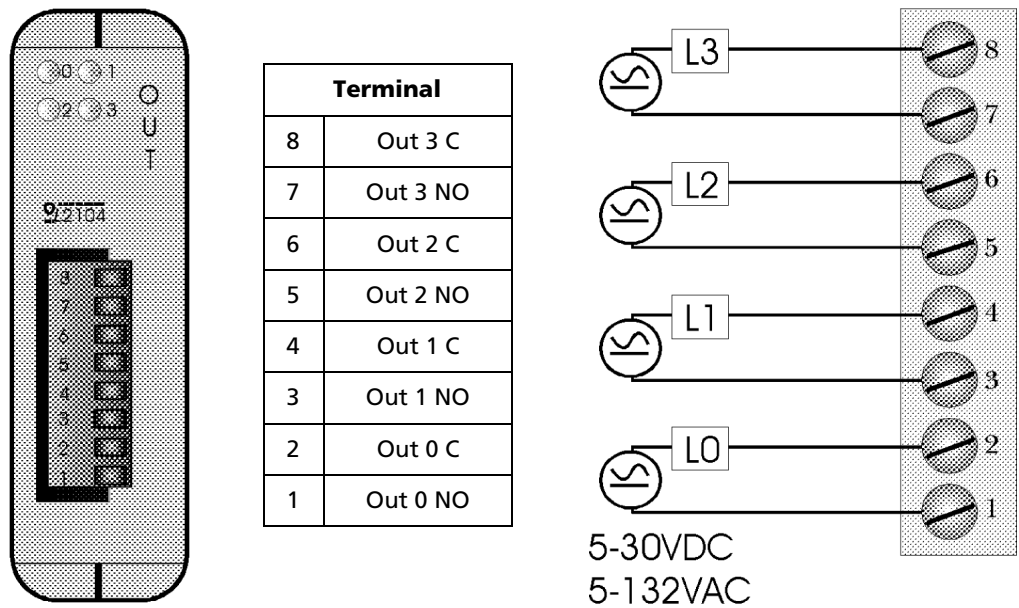 0 1
2 3
O
U
T
L2104
8
7
6
5
4
3
2
1
Terminal
8 Out 3 C
7 Out 3 NO
6 Out 2 C
5 Out 2 NO
4 Out 1 C
3 Out 1 NO
2 Out 0 C
1 Out 0 NO
L3 8
7
L2 6
5
L1 4
3
L0 2
1
5-30VDC
5-132VAC